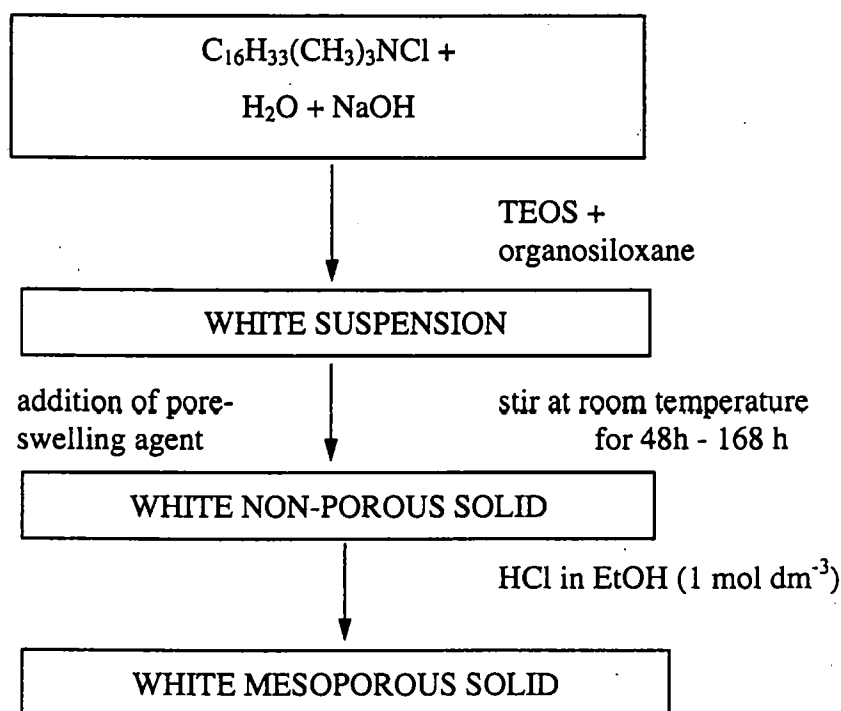 C₁₆H₃₃(CH₃)₃NCl +
H₂O + NaOH
TEOS +
organosiloxane
WHITE SUSPENSION
addition of pore-
swelling agent
stir at room temperature
for 48h - 168 h
WHITE NON-POROUS SOLID
HCl in EtOH (1 mol dm⁻³)
WHITE MESOPOROUS SOLID